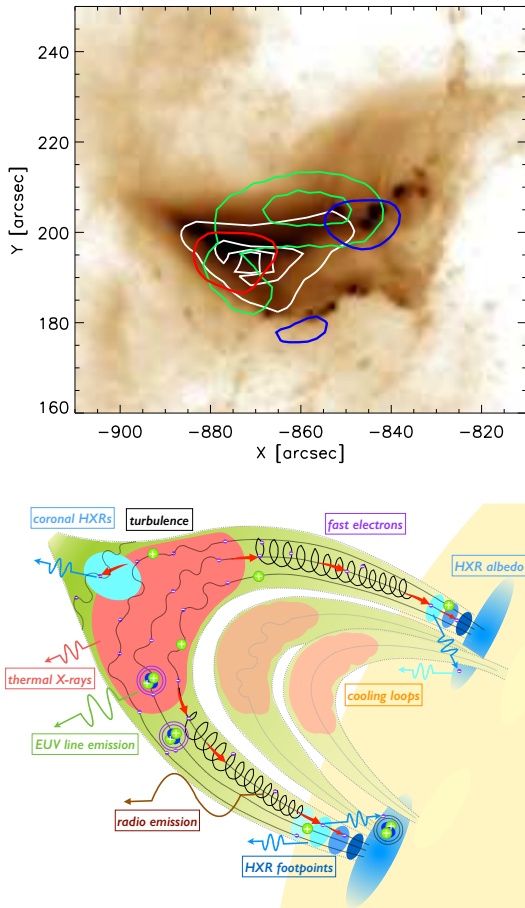 240
220
200
180
160
Y [arcsec]
−900
−880
−860
−840
−820
X [arcsec]
coronal HXRs
turbulence
fast electrons
HXR albedo
thermal X-rays
cooling loops
EUV line emission
radio emission
HXR footpoints